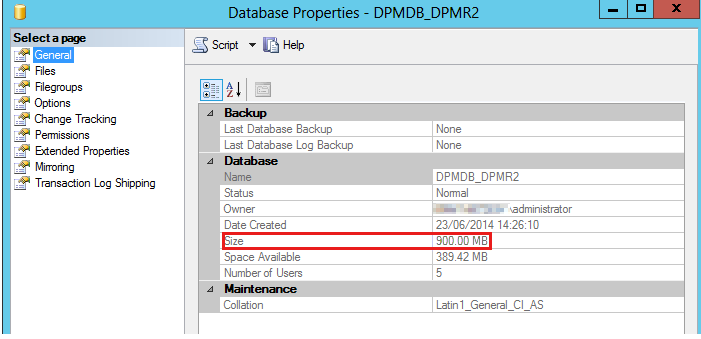 Database Properties - DPMDB_DPMR2
Select a page
General
Files
Filegroups
Options
Change Tracking
Permissions
Extended Properties
Mirroring
Transaction Log Shipping
Script Help
Backup
Last Database Backup None
Last Database Log Backup None
Database
Name DPMDB_DPMR2
Status Normal
Owner \administrator
Date Created 23/06/2014 14:26:10
Size 900.00 MB
Space Available 389.42 MB
Number of Users 5
Maintenance
Collation Latin1_General_CI_AS